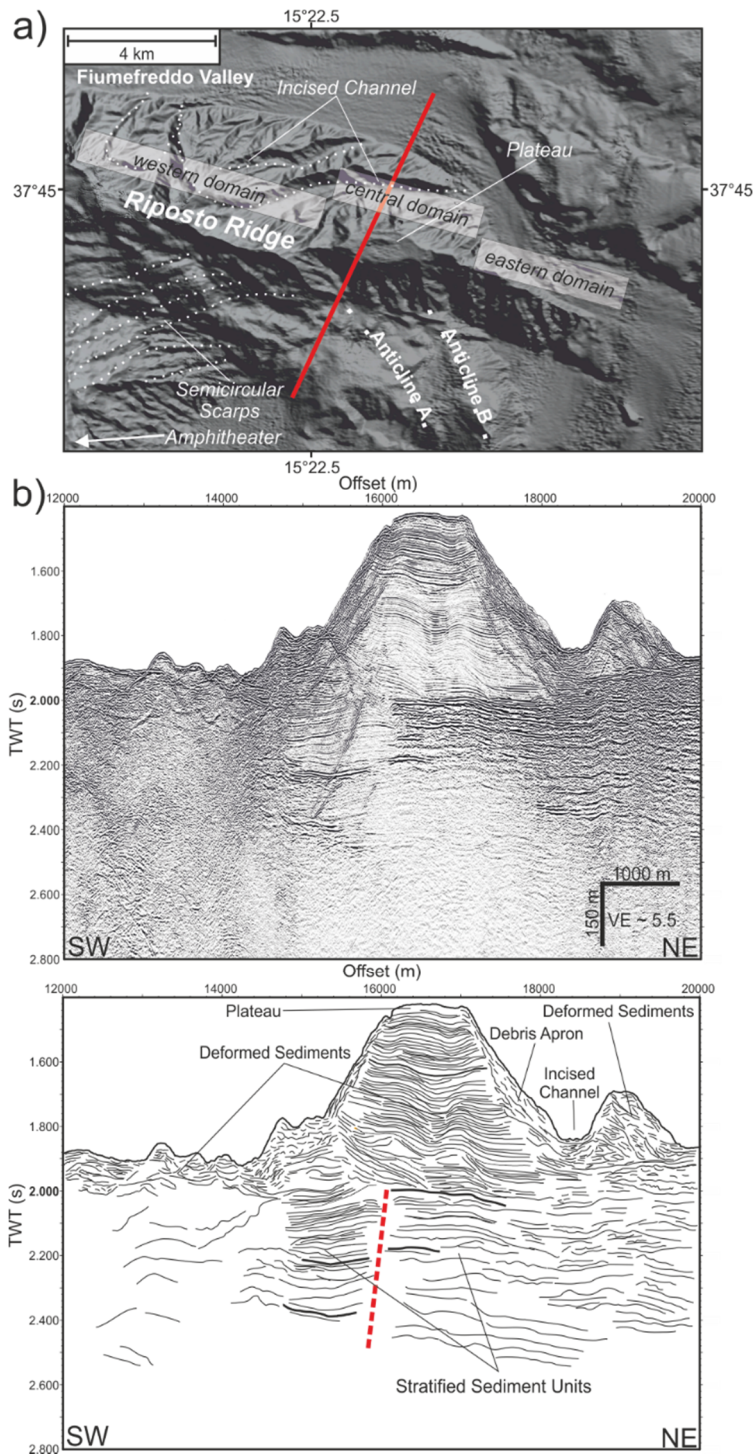 a)
15°22.5
4 km
Fiumefreddo Valley
Incised Channel
Plateau
37°45
37°45
western domain
central domain
Riposto Ridge
eastern domain
Anticline A
Anticline B
Semicircular
Scarps
Amphitheater
15°22.5
b)
Offset (m)
12000 14000 16000 18000 20000
1.600
1.800
2.000
2.200
2.400
2.600
2.800
TWT (s)
1000 m
150 m
VE ~ 5.5
SW
NE
Offset (m)
12000 14000 16000 18000 20000
Plateau
Deformed Sediments
Debris Apron
Deformed Sediments
Incised
Channel
1.600
1.800
2.000
2.200
2.400
2.600
2.800
TWT (s)
Stratified Sediment Units
SW
NE